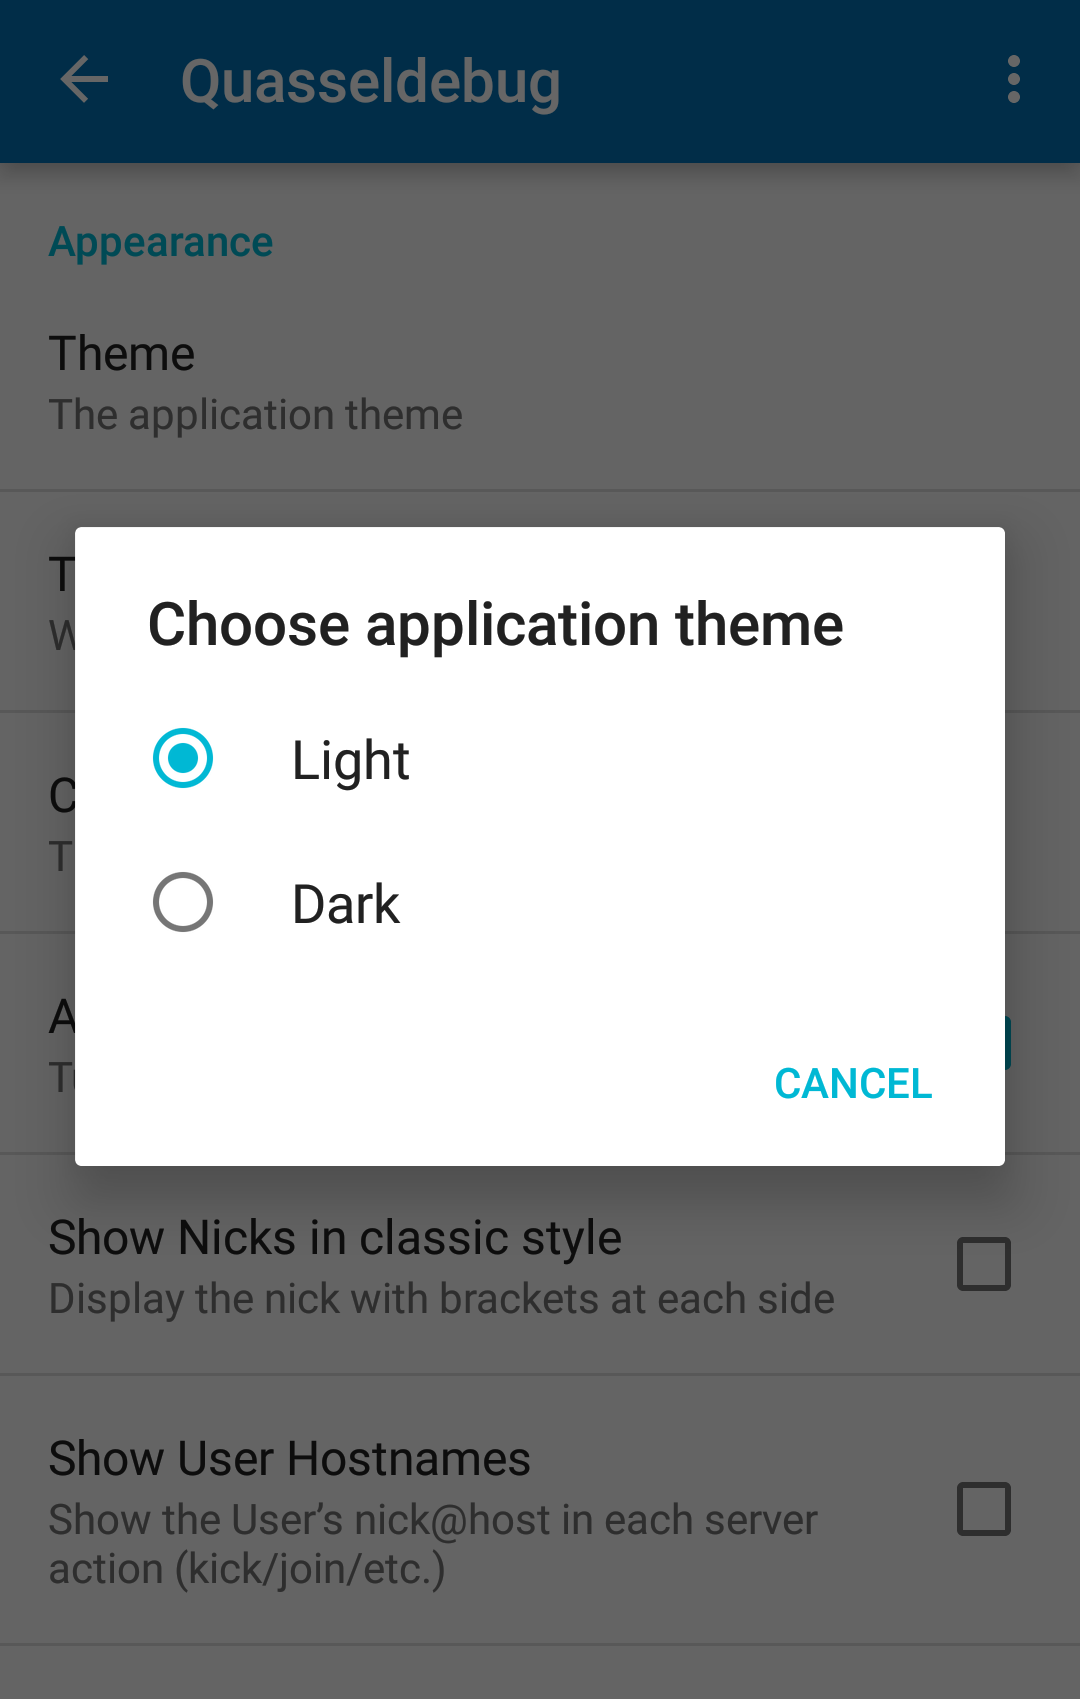 Quasseldebug
Appearance
Theme
The application theme
Choose application theme
Light
Dark
CANCEL
Show Nicks in classic style
Display the nick with brackets at each side
Show User Hostnames
Show the User’s nick@host in each server
action (kick/join/etc.)